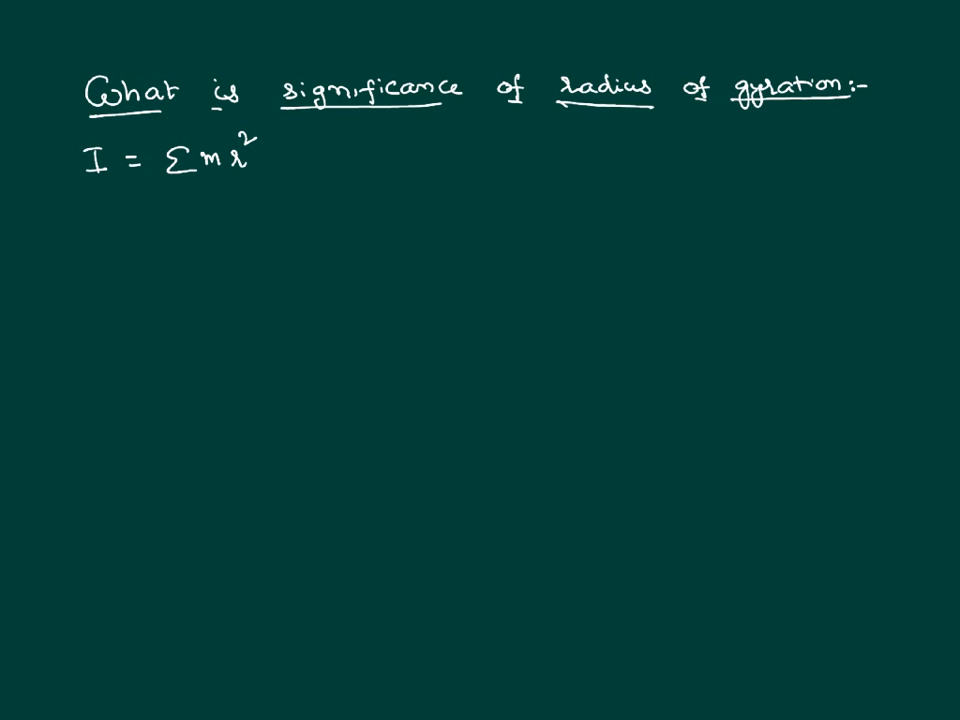 What is significance of radius of gyration:-
I = Σmr²